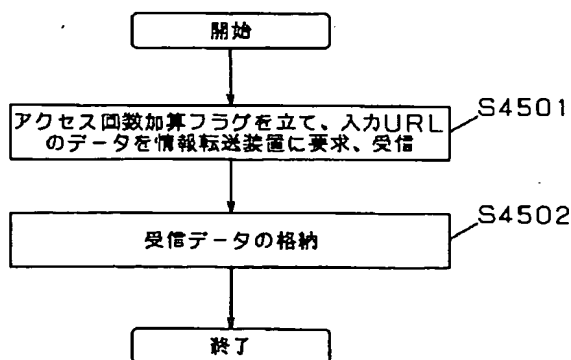 開始
アクセス回数加算フラグを立て、入力URL
のデータを情報転送装置に要求、受信
S4501
受信データの格納
S4502
終了